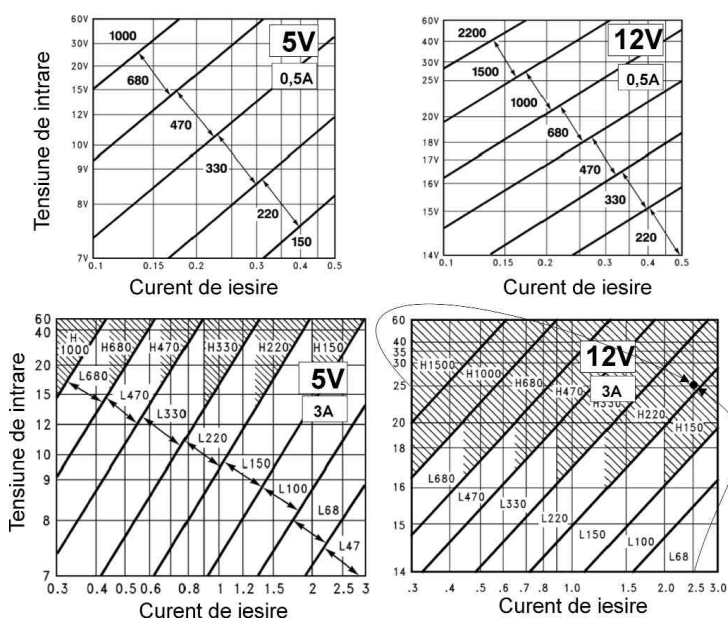 60V
30V
20V
15V
12V
10V
9V
8V
7V
1000
680
470
330
220
150
5V
0,5A
0.1 0.15 0.2 0.3 0.4 0.5
Tensiune de intrare
Curent de iesire
60V
40V
30V
25V
20V
18V
17V
16V
15V
14V
2200
1500
1000
680
470
330
220
12V
0,5A
0.1 0.15 0.2 0.3 0.4 0.5
Curent de iesire
60
40
20
15
12
10
9
8
7
H 1000 H680 H470 H330 H220 H150
L680
L470
L330
L220
L150
L100
L68
L47
5V
3A
0.3 0.4 0.5 0.6 0.8 1 1.2 1.5 2 2.5 3
Tensiune de intrare
Curent de iesire
60
40
35
30
25
20
18
16
15
14
H1500
H1000
H680
H470
H330
H220
H150
L680
L470
L330
L220
L150
L100
L68
12V
3A
.3 .4 .5 .6 .7 .8 1.0 1.5 2.0 2.5 3.0
Curent de iesire